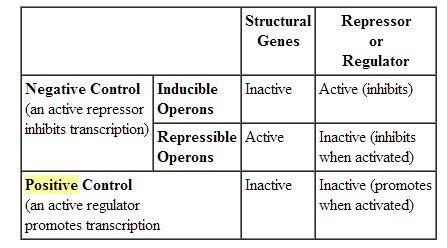 Structural Genes
Repressor or Regulator
Negative Control
(an active repressor
inhibits transcription)
Inducible
Operons
Inactive
Active (inhibits)
Repressible
Operons
Active
Inactive (inhibits
when activated)
Positive Control
(an active regulator
promotes transcription
Inactive
Inactive (promotes
when activated)